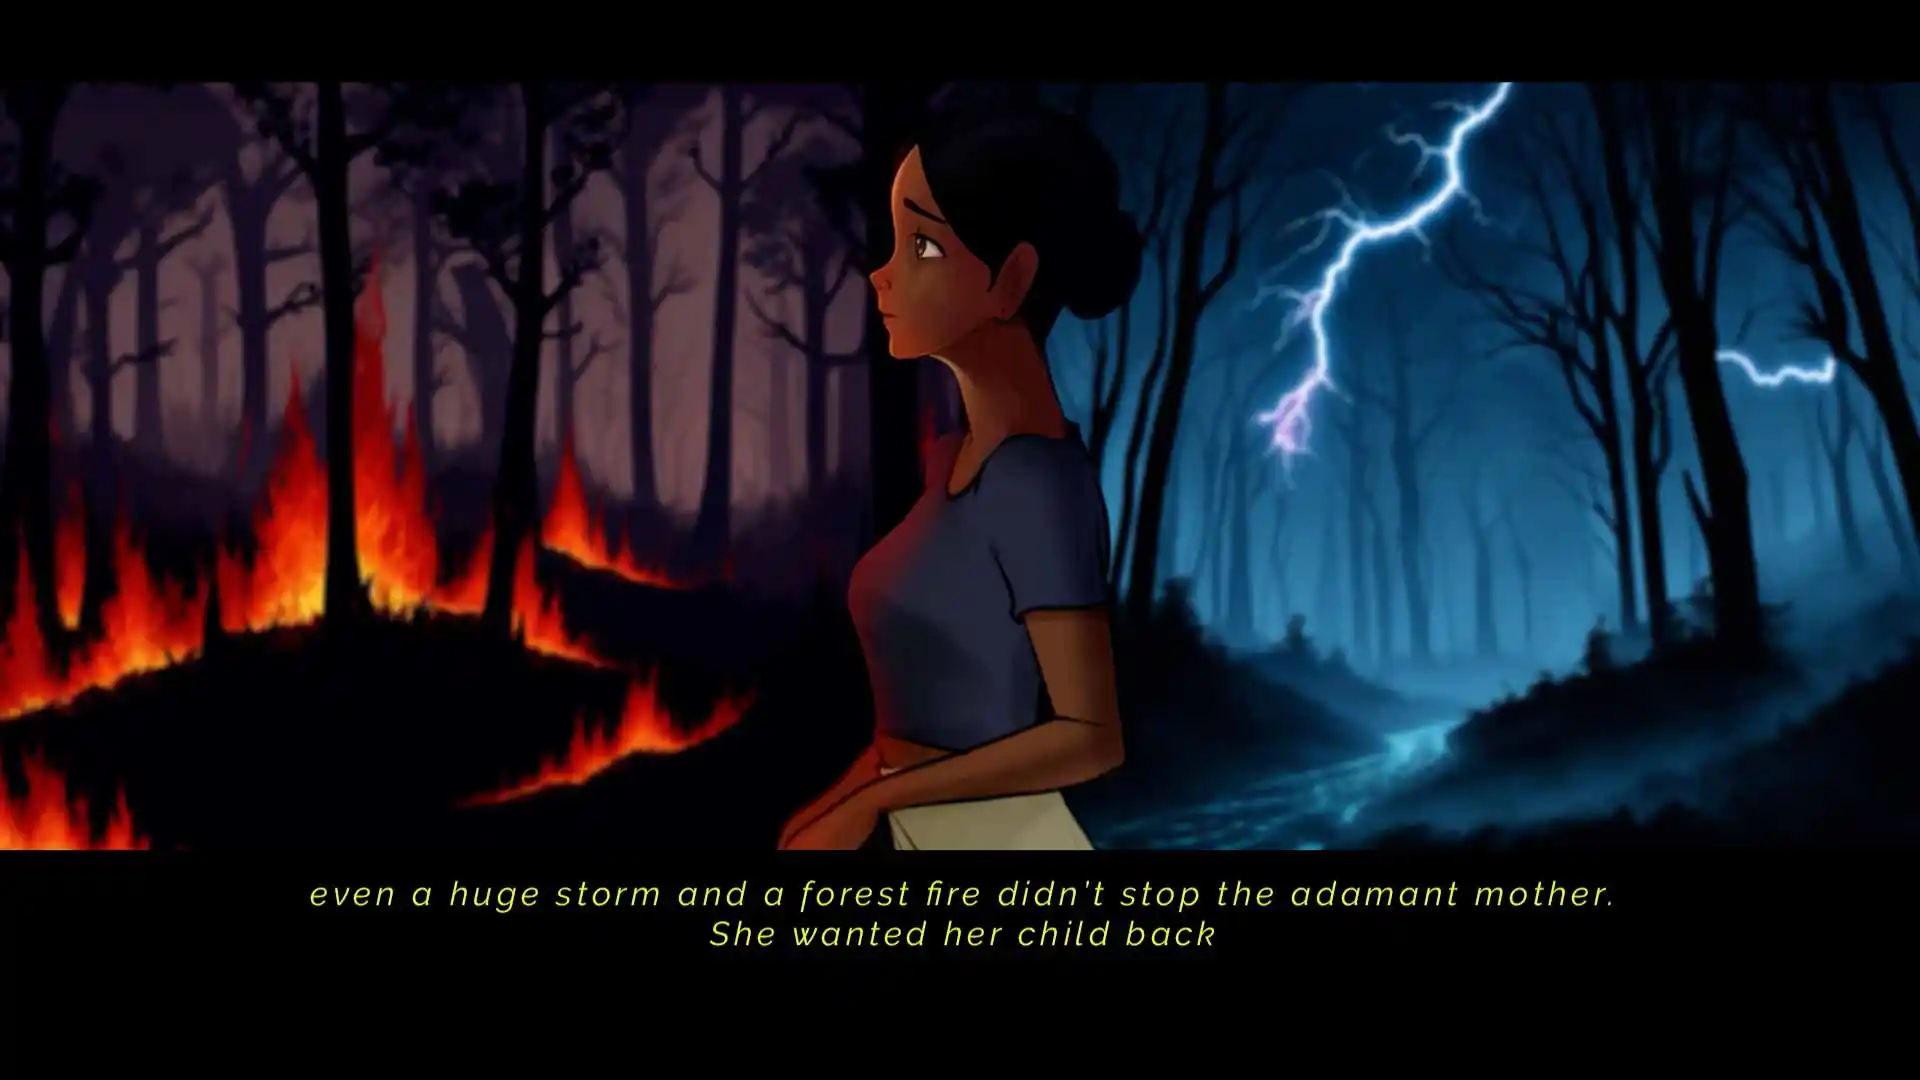 even a huge storm and a forest fire didn't stop the adamant mother.
She wanted her child back